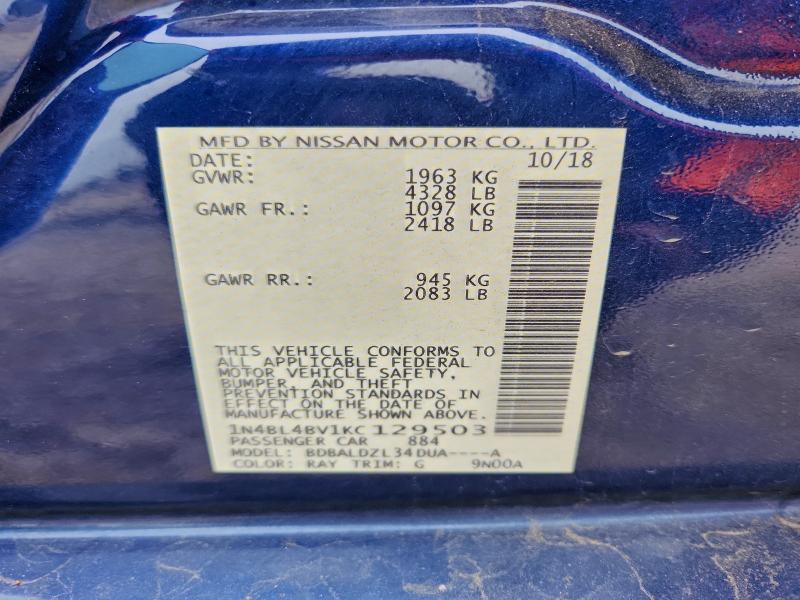 MFD BY NISSAN MOTOR CO., LTD.
DATE: 10/18
GVWR: 1963 KG
4328 LB
GAWR FR.: 1097 KG
2418 LB
GAWR RR.: 945 KG
2083 LB
THIS VEHICLE CONFORMS TO
ALL APPLICABLE FEDERAL
MOTOR VEHICLE SAFETY,
BUMPER, AND THEFT
PREVENTION STANDARDS IN
EFFECT ON THE DATE OF
MANUFACTURE SHOWN ABOVE.
1N4BL4BV1KC129503
PASSENGER CAR 884
MODEL: BDBALDZL34DUA----A
COLOR: RAY TRIM: G 9N00A